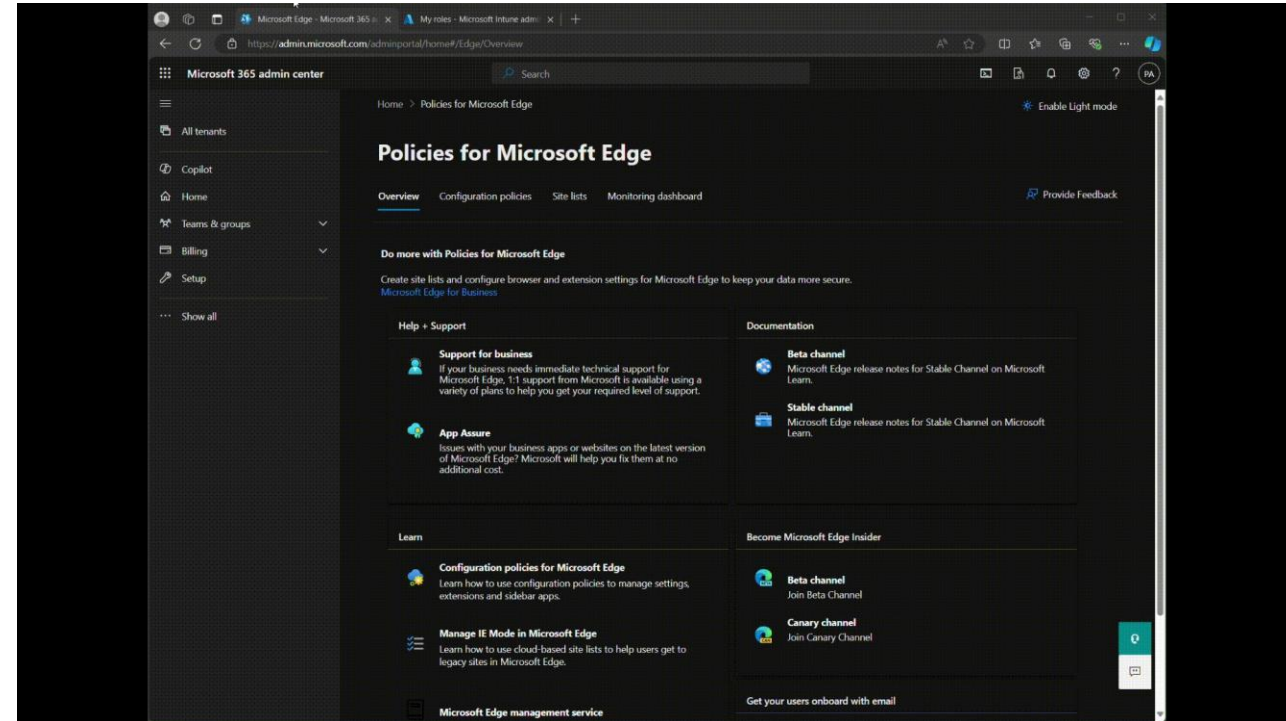 Microsoft Edge - Microsoft 365 a
My roles - Microsoft Intune adm
https://admin.microsoft.com/adminportal/home#/Edge/Overview
Microsoft 365 admin center
Search
PA
All tenants
Copilot
Home
Teams & groups
Billing
Setup
Show all
Home > Policies for Microsoft Edge
Enable Light mode
Policies for Microsoft Edge
Overview Configuration policies Site lists Monitoring dashboard
Provide Feedback
Do more with Policies for Microsoft Edge
Create site lists and configure browser and extension settings for Microsoft Edge to keep your data more secure.
Microsoft Edge for Business
Help + Support
Support for business
If your business needs immediate technical support for
Microsoft Edge, 1:1 support from Microsoft is available using a
variety of plans to help you get your required level of support.
App Assure
Issues with your business apps or websites on the latest version
of Microsoft Edge? Microsoft will help you fix them at no
additional cost.
Documentation
Beta channel
Microsoft Edge release notes for Stable Channel on Microsoft
Learn.
Stable channel
Microsoft Edge release notes for Stable Channel on Microsoft
Learn.
Learn
Configuration policies for Microsoft Edge
Learn how to use configuration policies to manage settings,
extensions and sidebar apps.
Manage IE Mode in Microsoft Edge
Learn how to use cloud-based site lists to help users get to
legacy sites in Microsoft Edge.
Microsoft Edge management service
Become Microsoft Edge Insider
Beta channel
Join Beta Channel
Canary channel
Join Canary Channel
Get your users onboard with email